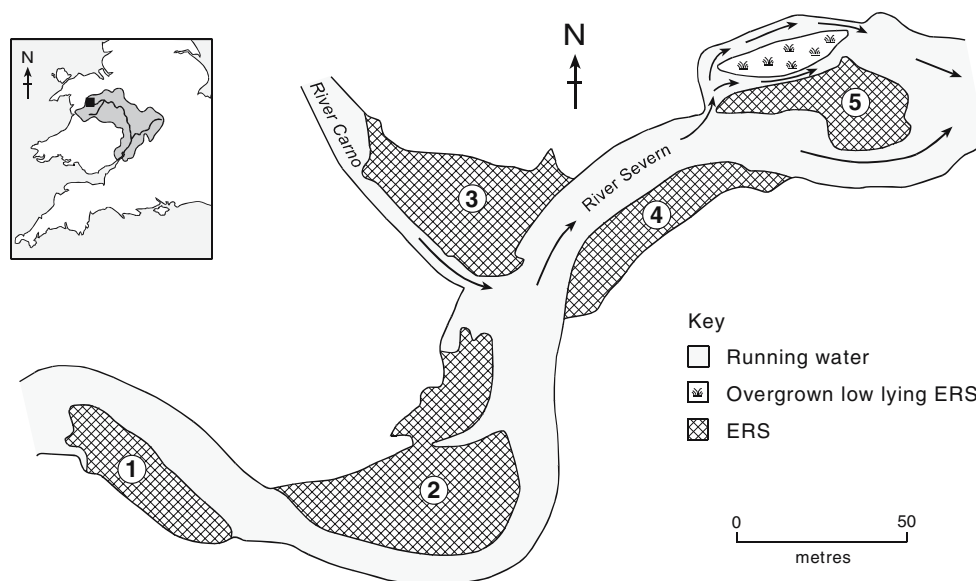 N
N
River Carno
River Severn
5
3
4
1
2
Key
Running water
Overgrown low lying ERS
ERS
0 50
metres